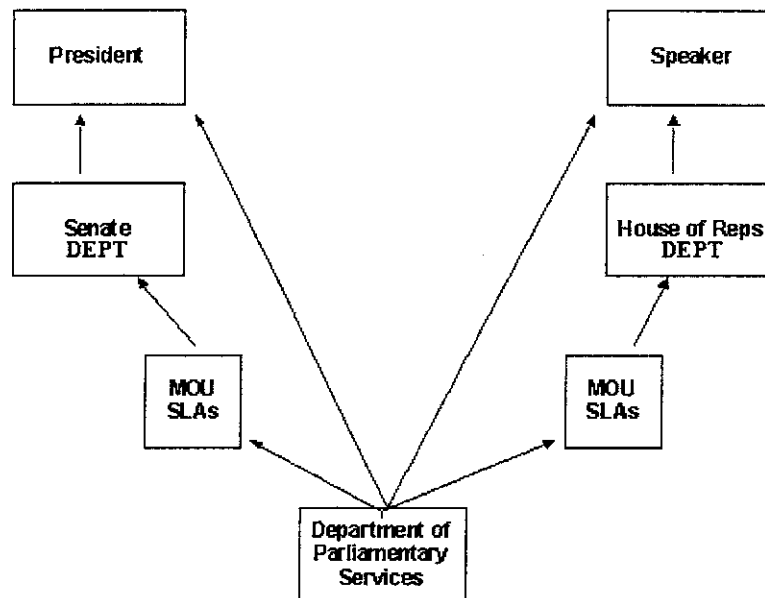 President
Speaker
Senate
DEPT
House of Reps
DEPT
MOU
SLAs
MOU
SLAs
Department of
Parliamentary
Services